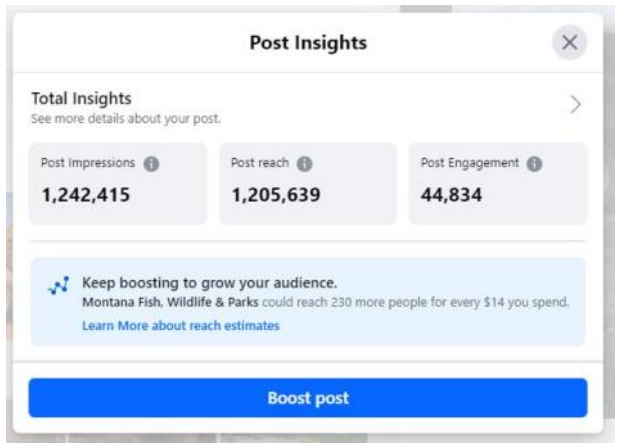 Post Insights
Total Insights
See more details about your post.
Post Impressions
Post reach
Post Engagement
1,242,415
1,205,639
44,834
Keep boosting to grow your audience.
Montana Fish, Wildlife & Parks could reach 230 more people for every $14 you spend.
Learn More about reach estimates
Boost post